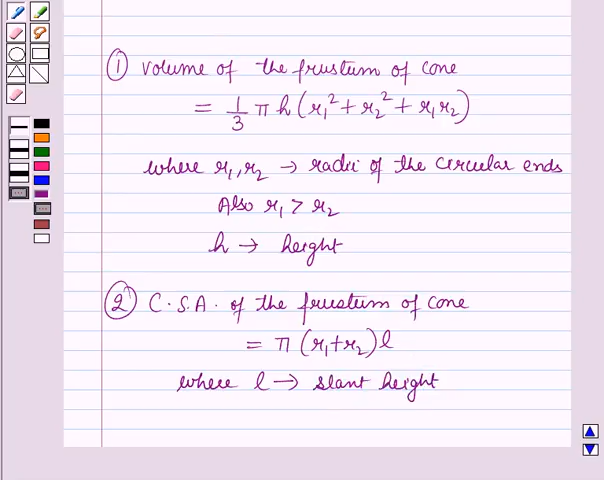 ① Volume of the frustum of cone
= 1/3 π h (r₁² + r₂² + r₁r₂)
where r₁, r₂ → radii of the circular ends
Also r₁ > r₂
h → height
② C.S.A. of the frustum of cone
= π (r₁+r₂) l
where l → slant height